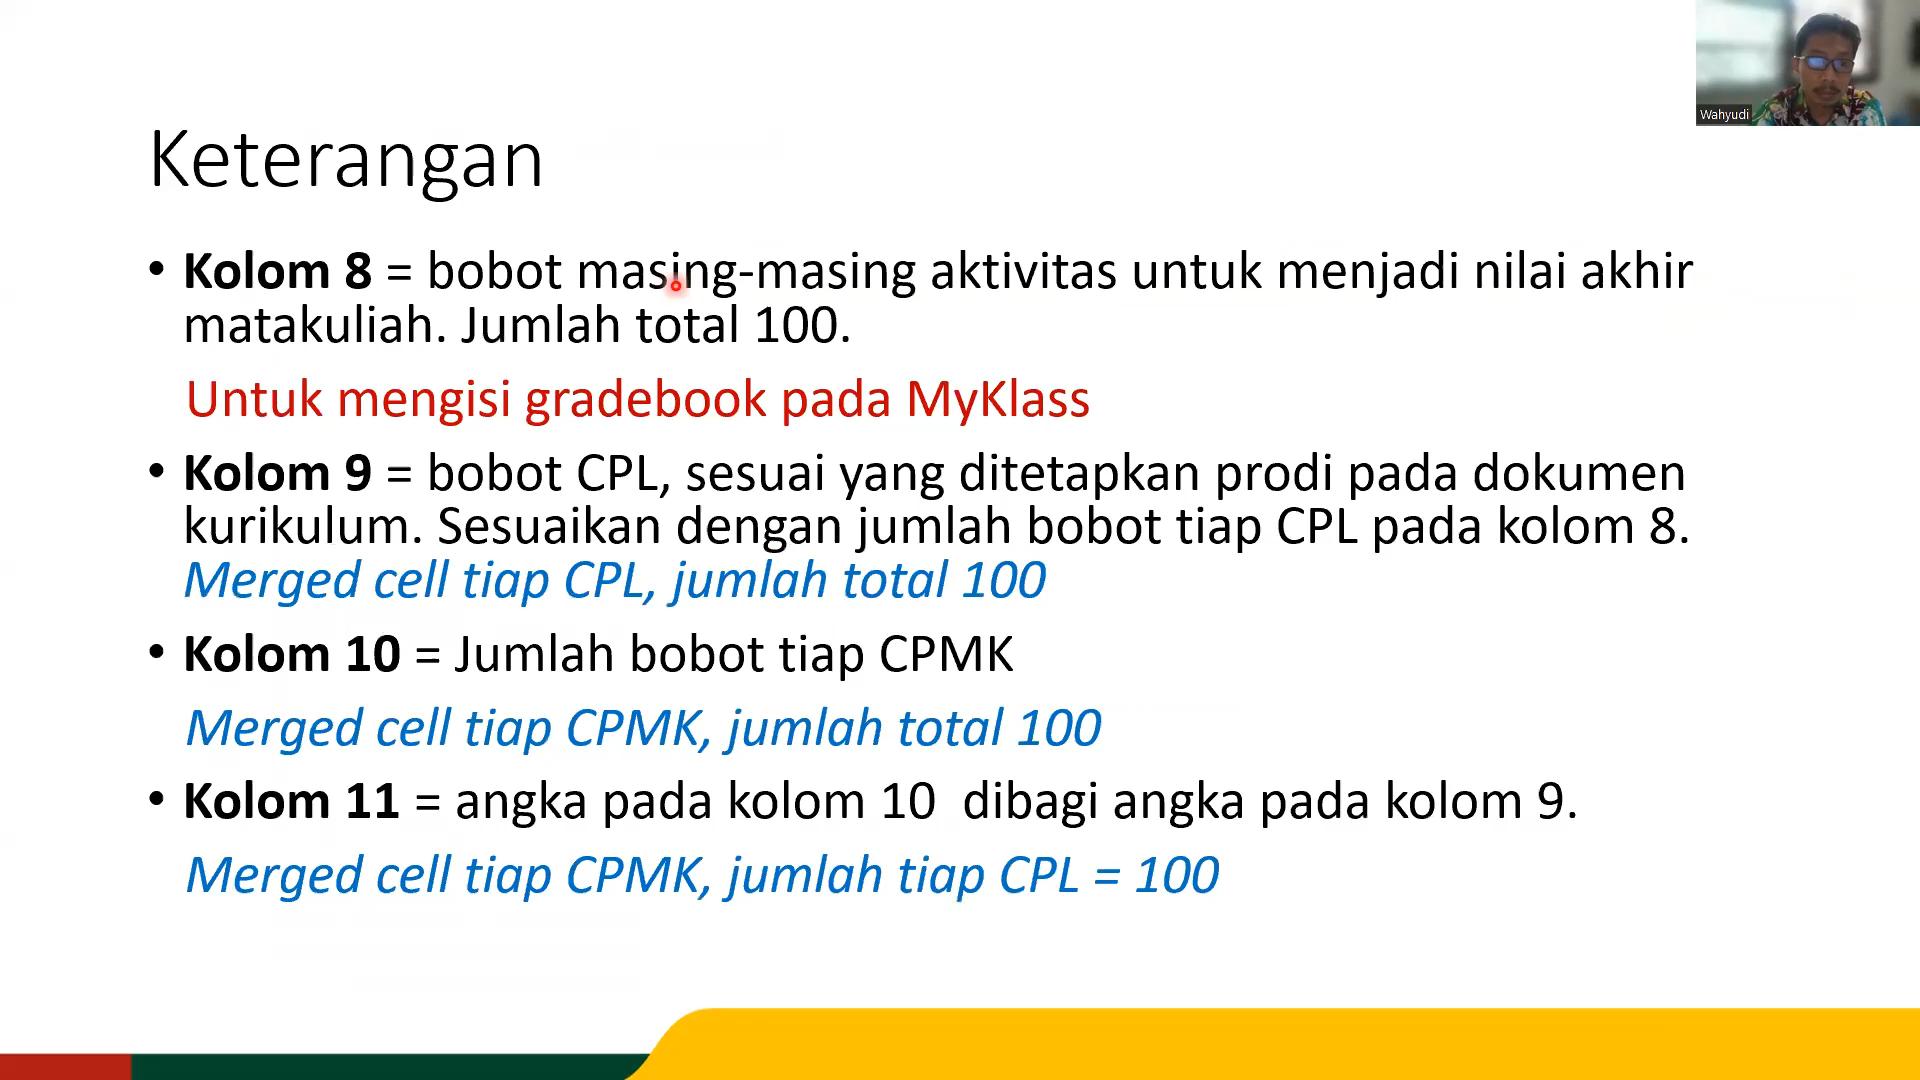 Wahyudi
Keterangan
• Kolom 8 = bobot masing-masing aktivitas untuk menjadi nilai akhir
matakuliah. Jumlah total 100.
Untuk mengisi gradebook pada MyKlass
• Kolom 9 = bobot CPL, sesuai yang ditetapkan prodi pada dokumen
kurikulum. Sesuaikan dengan jumlah bobot tiap CPL pada kolom 8.
Merged cell tiap CPL, jumlah total 100
• Kolom 10 = Jumlah bobot tiap CPMK
Merged cell tiap CPMK, jumlah total 100
• Kolom 11 = angka pada kolom 10  dibagi angka pada kolom 9.
Merged cell tiap CPMK, jumlah tiap CPL = 100